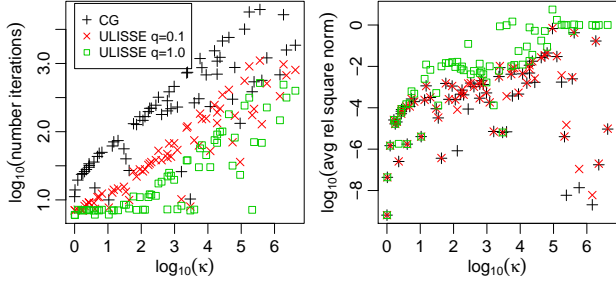 CG
ULISSE q=0.1
ULISSE q=1.0
log10(number iterations)
1.0
2.0
3.0
0 1 2 3 4 5 6
log10(κ)
log10(avg rel square norm)
0
-2
-4
-6
-8
0 1 2 3 4 5 6
log10(κ)